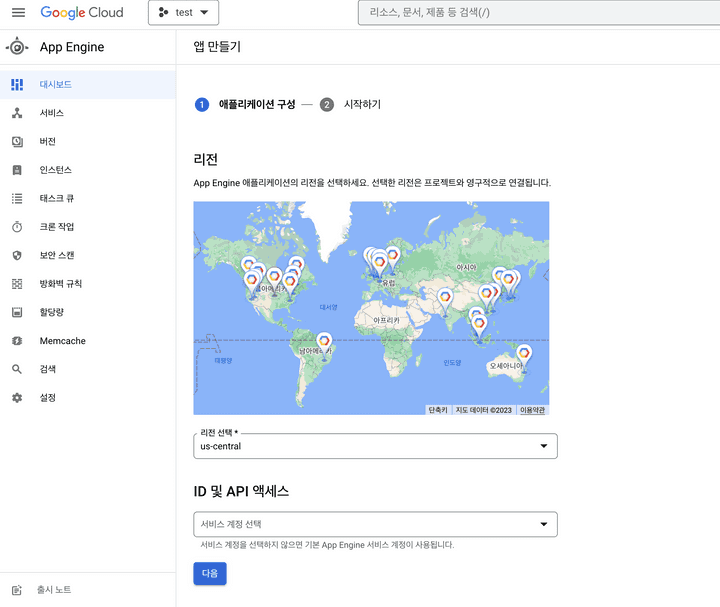 Google Cloud
test
리소스, 문서, 제품 등 검색(/)
App Engine
앱 만들기
대시보드
서비스
버전
인스턴스
태스크 큐
크론 작업
보안 스캔
방화벽 규칙
할당량
Memcache
검색
설정
출시 노트
1 애플리케이션 구성 — 2 시작하기
리전
App Engine 애플리케이션의 리전을 선택하세요. 선택한 리전은 프로젝트와 영구적으로 연결됩니다.
아시아
유럽
대서양
아프리카
태평양
인도양
오세아니아
단축키
지도 데이터 ©2023
이용약관
리전 선택 *
us-central
ID 및 API 액세스
서비스 계정 선택
서비스 계정을 선택하지 않으면 기본 App Engine 서비스 계정이 사용됩니다.
다음